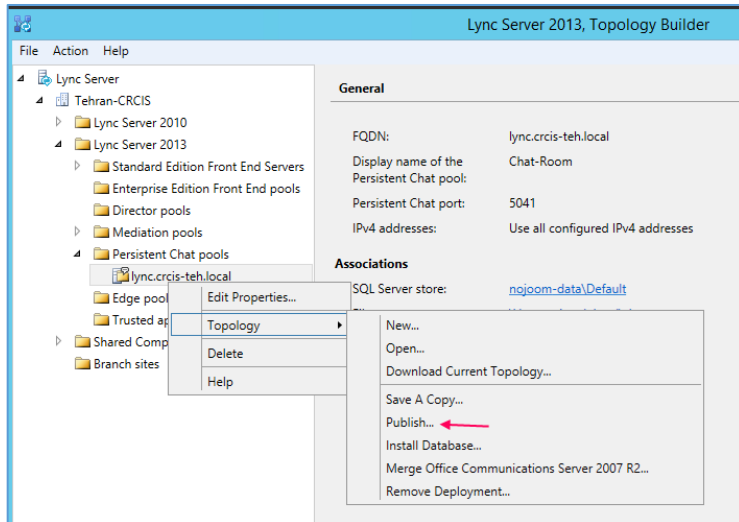 Lync Server 2013, Topology Builder
File Action Help
Lync Server
Tehran-CRCIS
Lync Server 2010
Lync Server 2013
Standard Edition Front End Servers
Enterprise Edition Front End pools
Director pools
Mediation pools
Persistent Chat pools
lync.crcis-teh.local
Edge pool
Trusted ap
Shared Comp
Branch sites
General
FQDN: lync.crcis-teh.local
Display name of the Chat-Room
Persistent Chat pool:
Persistent Chat port: 5041
IPv4 addresses: Use all configured IPv4 addresses
Associations
SQL Server store: nojoom-data\Default
Edit Properties...
Topology
Delete
Help
New...
Open...
Download Current Topology...
Save A Copy...
Publish...
Install Database...
Merge Office Communications Server 2007 R2...
Remove Deployment...